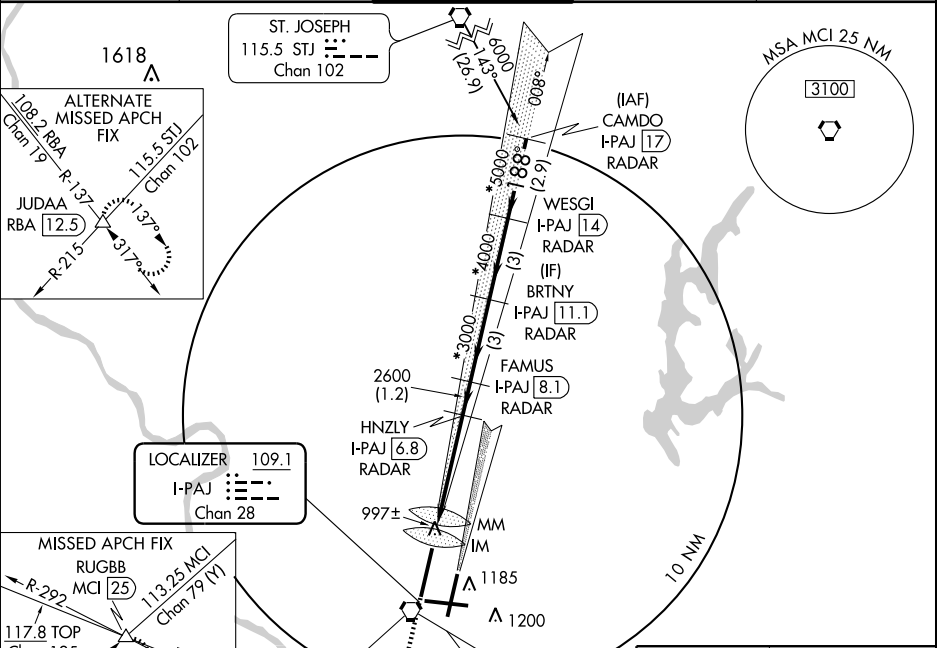 ST. JOSEPH
115.5 STJ
Chan 102
1618
6000
143°
(26.9)
008°
(IAF)
CAMDO
I-PAJ 17
RADAR
MSA MCI 25 NM
3100
ALTERNATE
MISSED APCH
FIX
108.2 RBA
Chan 19
R-137
115.5 STJ
Chan 102
JUDAA
RBA 12.5
137°
317°
R-215
*5000
188°
(2.9)
WESGI
I-PAJ 14
RADAR
*4000
(3)
(IF)
BRTNY
I-PAJ 11.1
RADAR
*3000
(3)
FAMUS
I-PAJ 8.1
RADAR
2600
(1.2)
HNZLY
I-PAJ 6.8
RADAR
LOCALIZER 109.1
I-PAJ
Chan 28
997±
MM
IM
1185
1200
10 NM
MISSED APCH FIX
RUGBB
MCI 25
113.25 MCI
Chan 79 (Y)
R-292
117.8 TOP